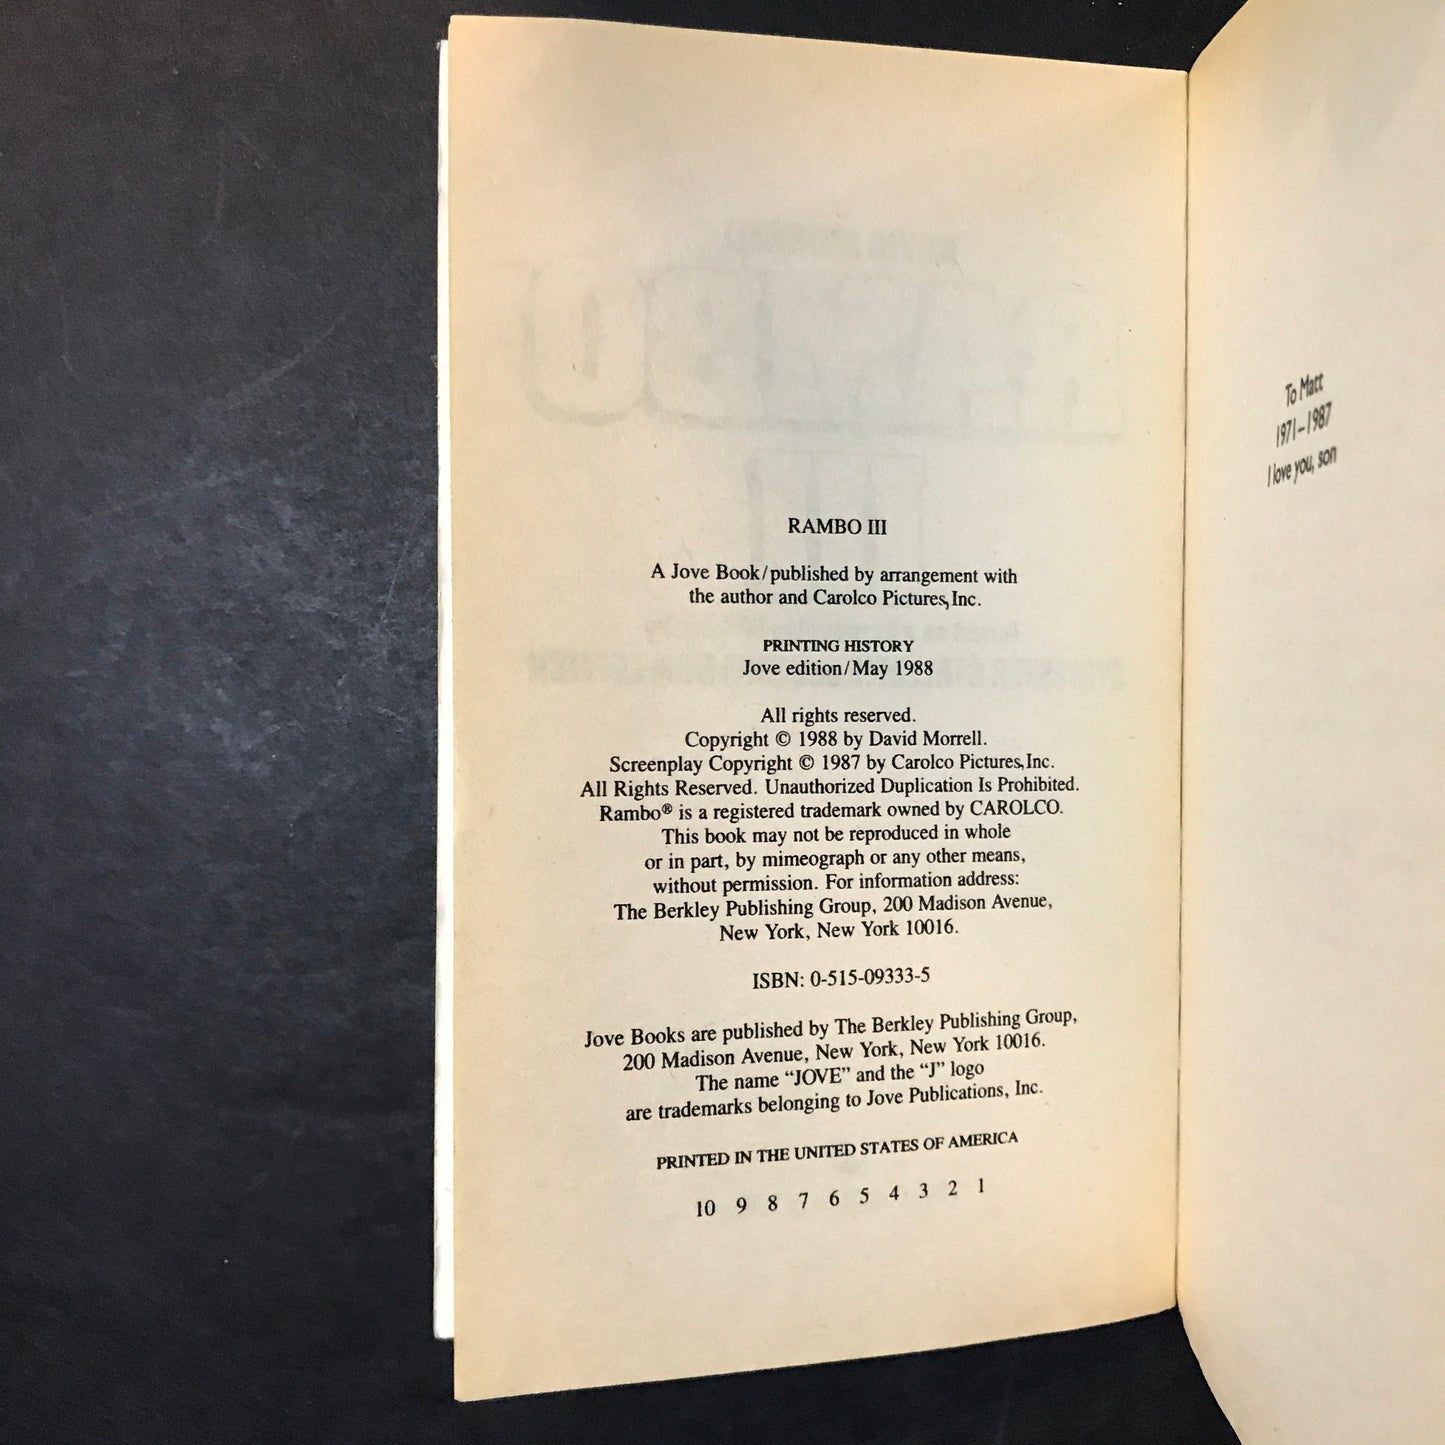 RAMBO III
A Jove Book/published by arrangement with
the author and Carolco Pictures, Inc.
PRINTING HISTORY
Jove edition/May 1988
All rights reserved.
Copyright © 1988 by David Morrell.
Screenplay Copyright © 1987 by Carolco Pictures, Inc.
All Rights Reserved. Unauthorized Duplication Is Prohibited.
Rambo® is a registered trademark owned by CAROLCO.
This book may not be reproduced in whole
or in part, by mimeograph or any other means,
without permission. For information address:
The Berkley Publishing Group, 200 Madison Avenue,
New York, New York 10016.
ISBN: 0-515-09333-5
Jove Books are published by The Berkley Publishing Group,
200 Madison Avenue, New York, New York 10016.
The name “JOVE” and the “J” logo
are trademarks belonging to Jove Publications, Inc.
PRINTED IN THE UNITED STATES OF AMERICA
10 9 8 7 6 5 4 3 2 1
To Matt
1971–1987
I love you, son